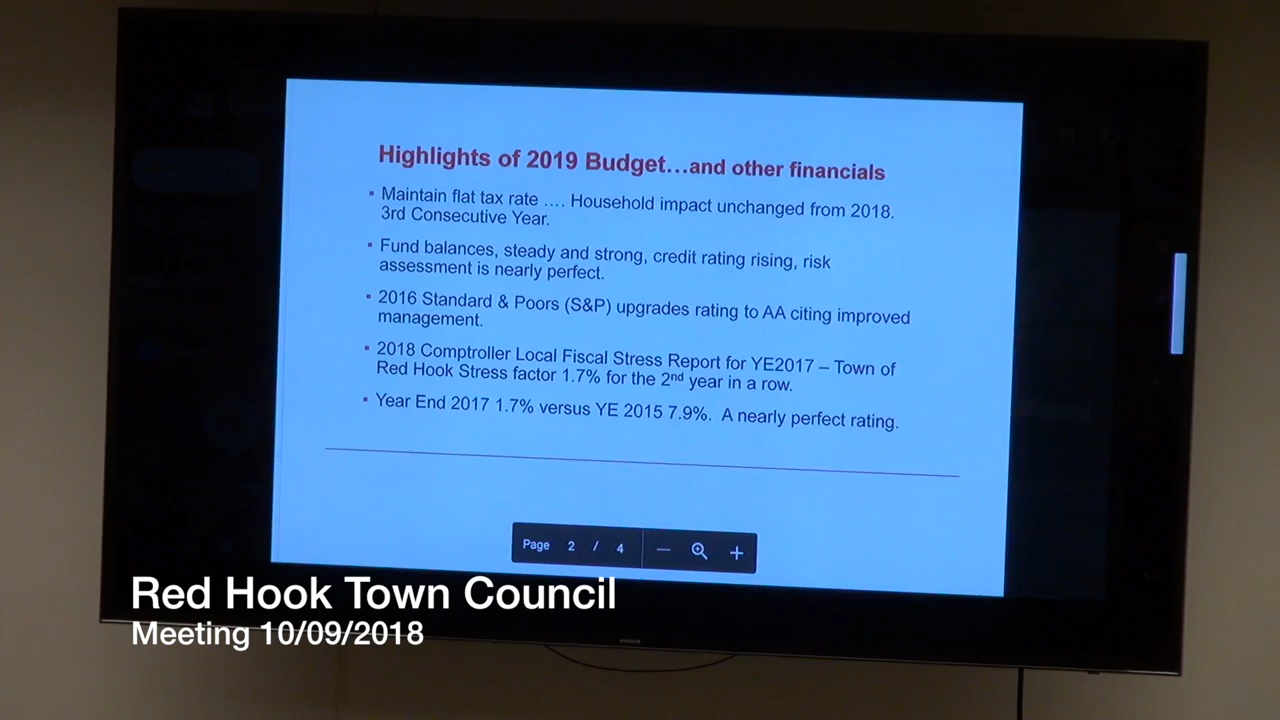 Highlights of 2019 Budget...and other financials
▪ Maintain flat tax rate .... Household impact unchanged from 2018.
3rd Consecutive Year.
▪ Fund balances, steady and strong, credit rating rising, risk
assessment is nearly perfect.
▪ 2016 Standard & Poors (S&P) upgrades rating to AA citing improved
management.
▪ 2018 Comptroller Local Fiscal Stress Report for YE2017 – Town of
Red Hook Stress factor 1.7% for the 2nd year in a row.
▪ Year End 2017 1.7% versus YE 2015 7.9%. A nearly perfect rating.
Page 2 / 4
Red Hook Town Council
Meeting 10/09/2018